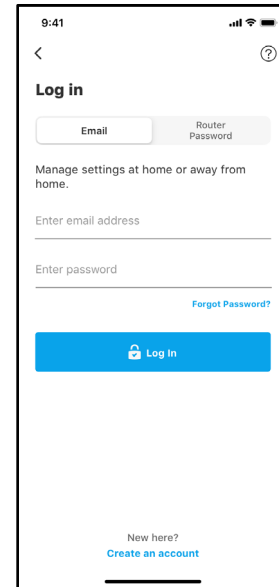 9:41
?
Log in
Email
Router
Password
Manage settings at home or away from
home.
Enter email address
Enter password
Forgot Password?
Log In
New here?
Create an account